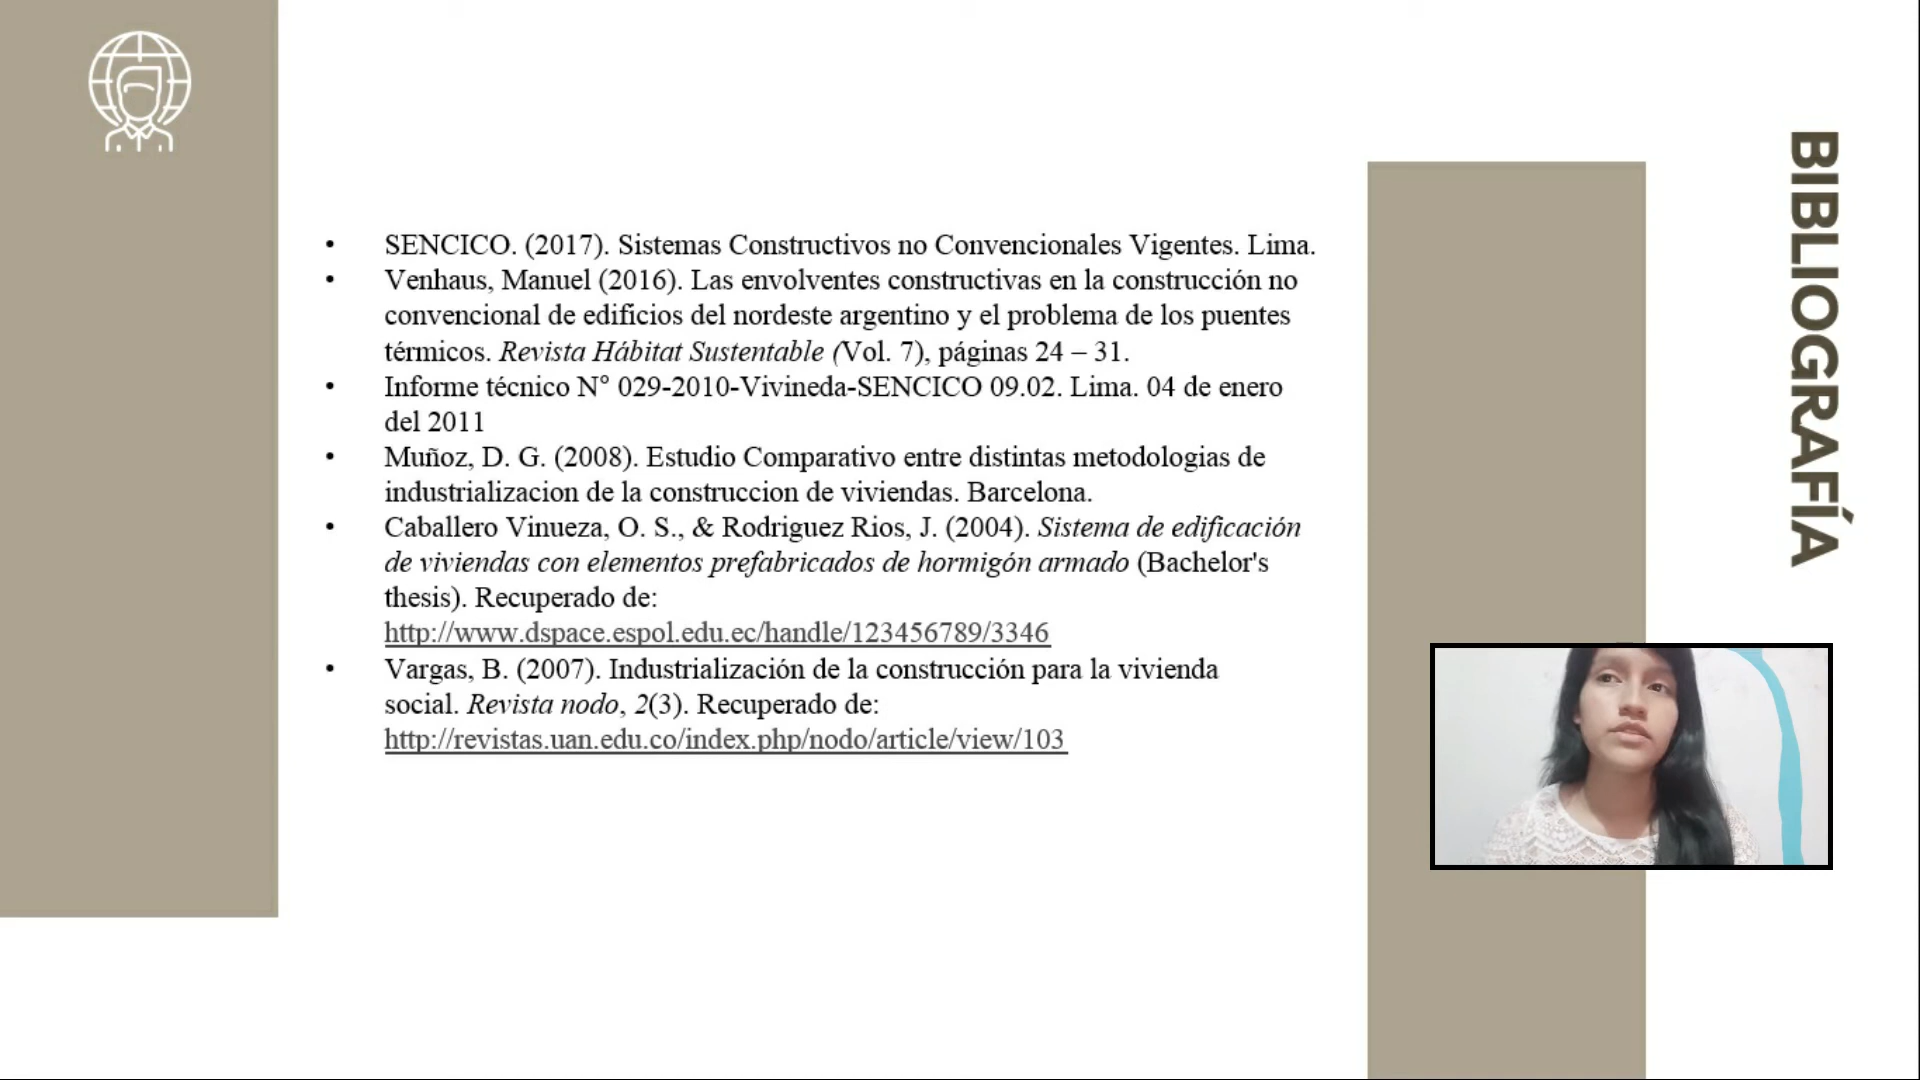 BIBLIOGRAFÍA
• SENCICO. (2017). Sistemas Constructivos no Convencionales Vigentes. Lima.
• Venhaus, Manuel (2016). Las envolventes constructivas en la construcción no
convencional de edificios del nordeste argentino y el problema de los puentes
térmicos. Revista Hábitat Sustentable (Vol. 7), páginas 24 – 31.
• Informe técnico N° 029-2010-Vivineda-SENCICO 09.02. Lima. 04 de enero
del 2011
• Muñoz, D. G. (2008). Estudio Comparativo entre distintas metodologias de
industrializacion de la construccion de viviendas. Barcelona.
• Caballero Vinueza, O. S., & Rodriguez Rios, J. (2004). Sistema de edificación
de viviendas con elementos prefabricados de hormigón armado (Bachelor's
thesis). Recuperado de:
http://www.dspace.espol.edu.ec/handle/123456789/3346
• Vargas, B. (2007). Industrialización de la construcción para la vivienda
social. Revista nodo, 2(3). Recuperado de:
http://revistas.uan.edu.co/index.php/nodo/article/view/103